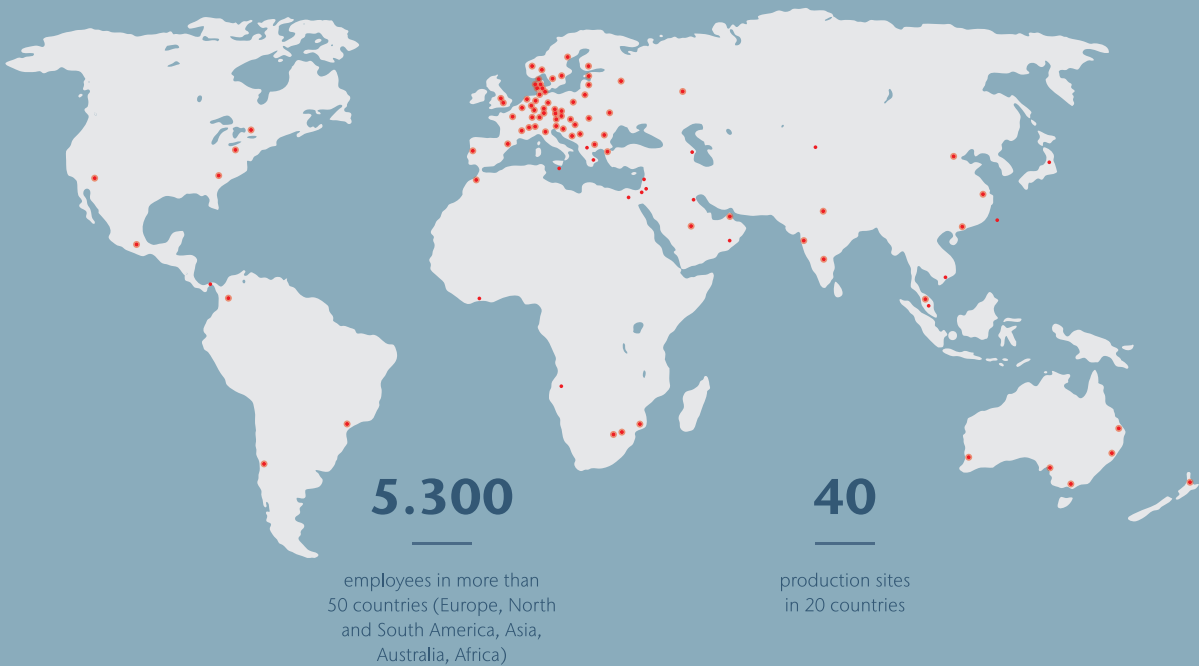 5.300
employees in more than
50 countries (Europe, North
and South America, Asia,
Australia, Africa)
40
production sites
in 20 countries